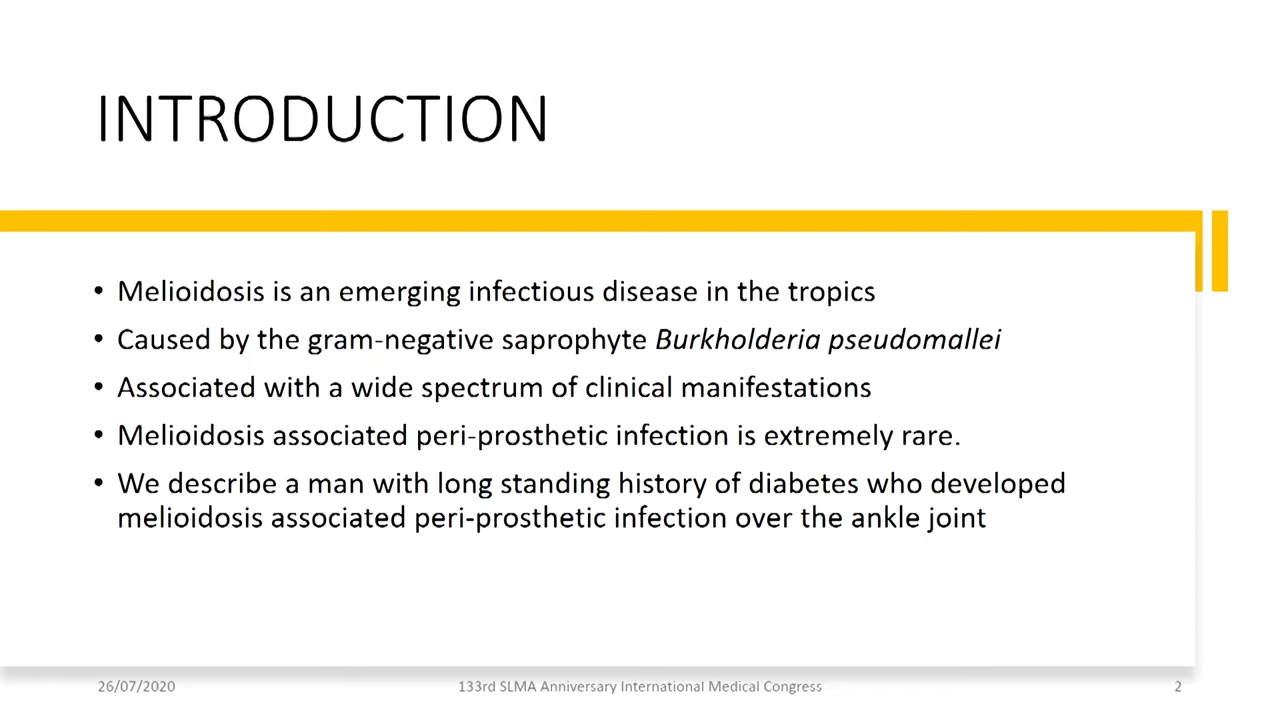 INTRODUCTION
• Melioidosis is an emerging infectious disease in the tropics
• Caused by the gram-negative saprophyte Burkholderia pseudomallei
• Associated with a wide spectrum of clinical manifestations
• Melioidosis associated peri-prosthetic infection is extremely rare.
• We describe a man with long standing history of diabetes who developed
melioidosis associated peri-prosthetic infection over the ankle joint
26/07/2020
133rd SLMA Anniversary International Medical Congress
2